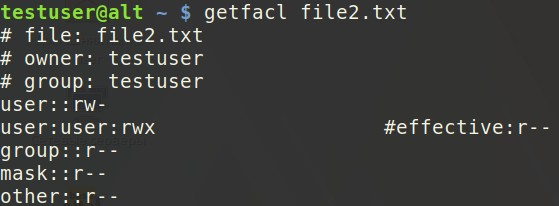 testuser@alt ~ $ getfacl file2.txt
# file: file2.txt
# owner: testuser
# group: testuser
user::rw-
user:user:rwx                    #effective:r--
group::r--
mask::r--
other::r--